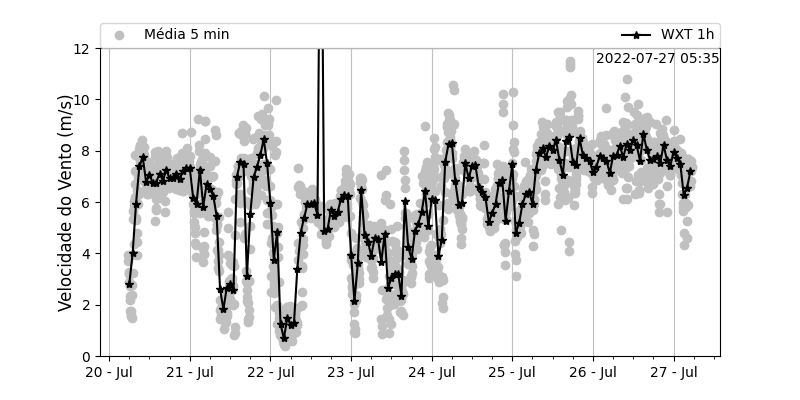 Média 5 min
WXT 1h
2022-07-27 05:35
Velocidade do Vento (m/s)
12
10
8
6
4
2
0
20 - Jul
21 - Jul
22 - Jul
23 - Jul
24 - Jul
25 - Jul
26 - Jul
27 - Jul